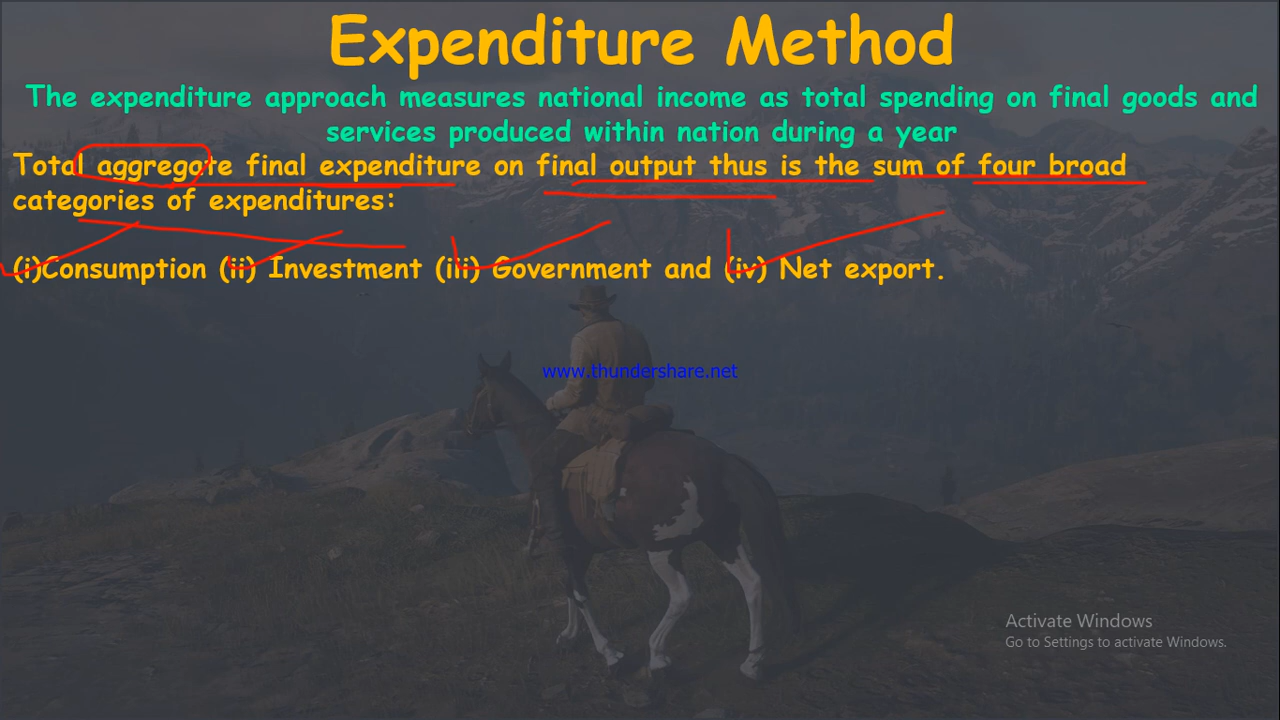 Expenditure Method
The expenditure approach measures national income as total spending on final goods and
services produced within nation during a year
Total aggregate final expenditure on final output thus is the sum of four broad
categories of expenditures:
(i)Consumption (ii) Investment (iii) Government and (iv) Net export.
www.thundershare.net
Activate Windows
Go to Settings to activate Windows.